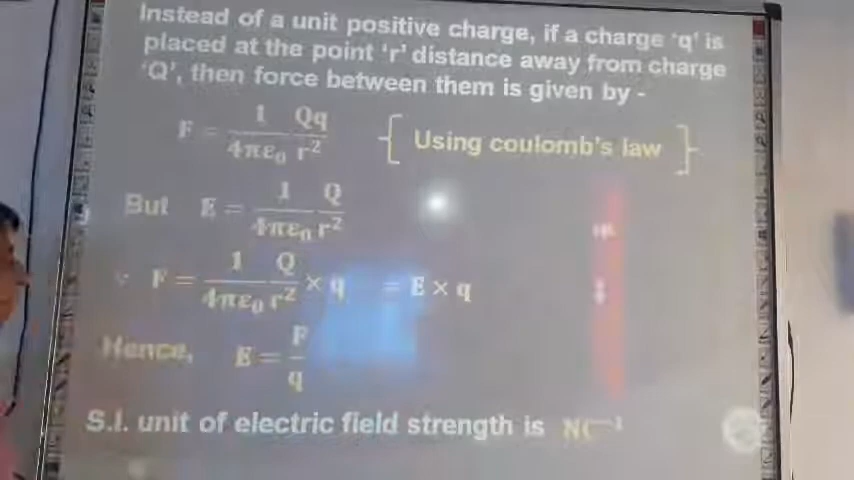 Instead of a unit positive charge, if a charge 'q' is
placed at the point 'r' distance away from charge
'Q', then force between them is given by -
F = 1/4πε₀ Qq/r² { Using coulomb's law }
But E = 1/4πε₀ Q/r²
∵ F = 1/4πε₀ Q/r² × q = E × q
Hence, E = F/q
S.I. unit of electric field strength is NC⁻¹